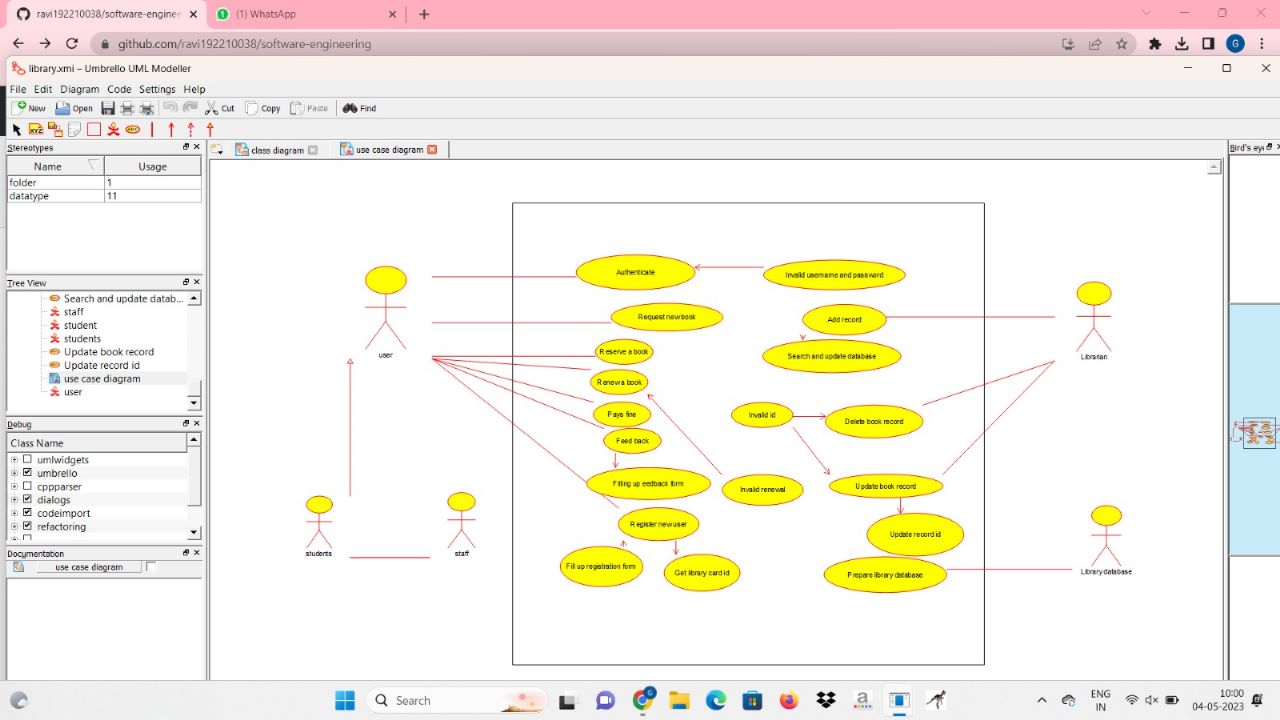 ravi192210038/software-enginee
(1) WhatsApp
github.com/ravi192210038/software-engineering
G
library.xmi – Umbrello UML Modeller
File Edit Diagram Code Settings Help
New Open Cut Copy Paste Find
Stereotypes
Name Usage
folder 1
datatype 11
class diagram
use case diagram
Bird's ey
Tree View
Search and update datab...
staff
student
students
Update book record
Update record id
use case diagram
user
Debug
Class Name
umlwidgets
umbrello
cppparser
dialogs
codeimport
refactoring
Documentation
use case diagram
Authenticate
Invalid username and password
Request new book
Add record
Reserve a book
Search and update database
user
Librarian
Renew a book
Pays fine
Invalid id
Delete book record
Feed back
Filling up eedback form
Invalid renewal
Update book record
Register new user
Update record id
students
staff
Fill up registration form
Get library card id
Prepare library database
Library database
Search
G
a
ENG
IN
10:00
04-05-2023